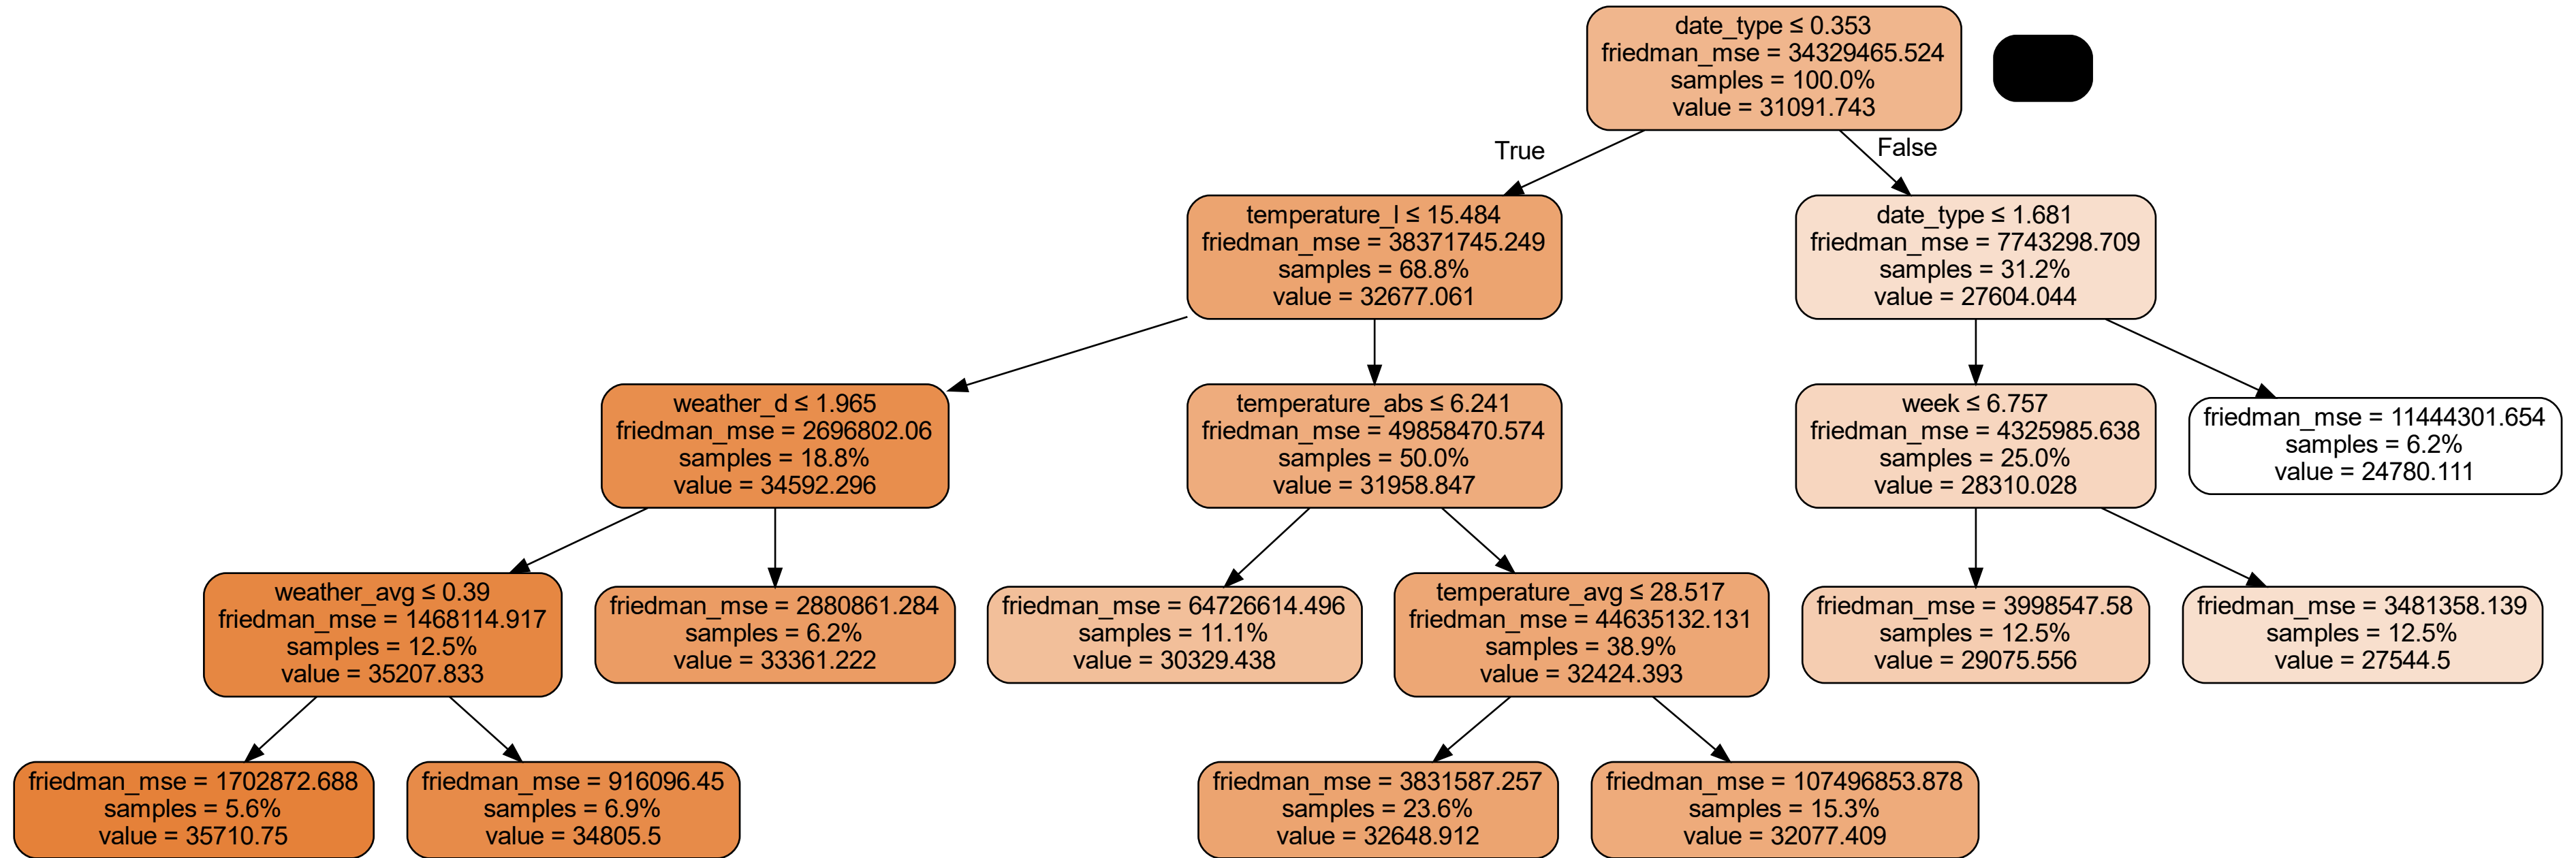 date_type ≤ 0.353
friedman_mse = 34329465.524
samples = 100.0%
value = 31091.743
True
False
temperature_l ≤ 15.484
friedman_mse = 38371745.249
samples = 68.8%
value = 32677.061
date_type ≤ 1.681
friedman_mse = 7743298.709
samples = 31.2%
value = 27604.044
weather_d ≤ 1.965
friedman_mse = 2696802.06
samples = 18.8%
value = 34592.296
temperature_abs ≤ 6.241
friedman_mse = 49858470.574
samples = 50.0%
value = 31958.847
week ≤ 6.757
friedman_mse = 4325985.638
samples = 25.0%
value = 28310.028
friedman_mse = 11444301.654
samples = 6.2%
value = 24780.111
weather_avg ≤ 0.39
friedman_mse = 1468114.917
samples = 12.5%
value = 35207.833
friedman_mse = 2880861.284
samples = 6.2%
value = 33361.222
friedman_mse = 64726614.496
samples = 11.1%
value = 30329.438
temperature_avg ≤ 28.517
friedman_mse = 44635132.131
samples = 38.9%
value = 32424.393
friedman_mse = 3998547.58
samples = 12.5%
value = 29075.556
friedman_mse = 3481358.139
samples = 12.5%
value = 27544.5
friedman_mse = 1702872.688
samples = 5.6%
value = 35710.75
friedman_mse = 916096.45
samples = 6.9%
value = 34805.5
friedman_mse = 3831587.257
samples = 23.6%
value = 32648.912
friedman_mse = 107496853.878
samples = 15.3%
value = 32077.409